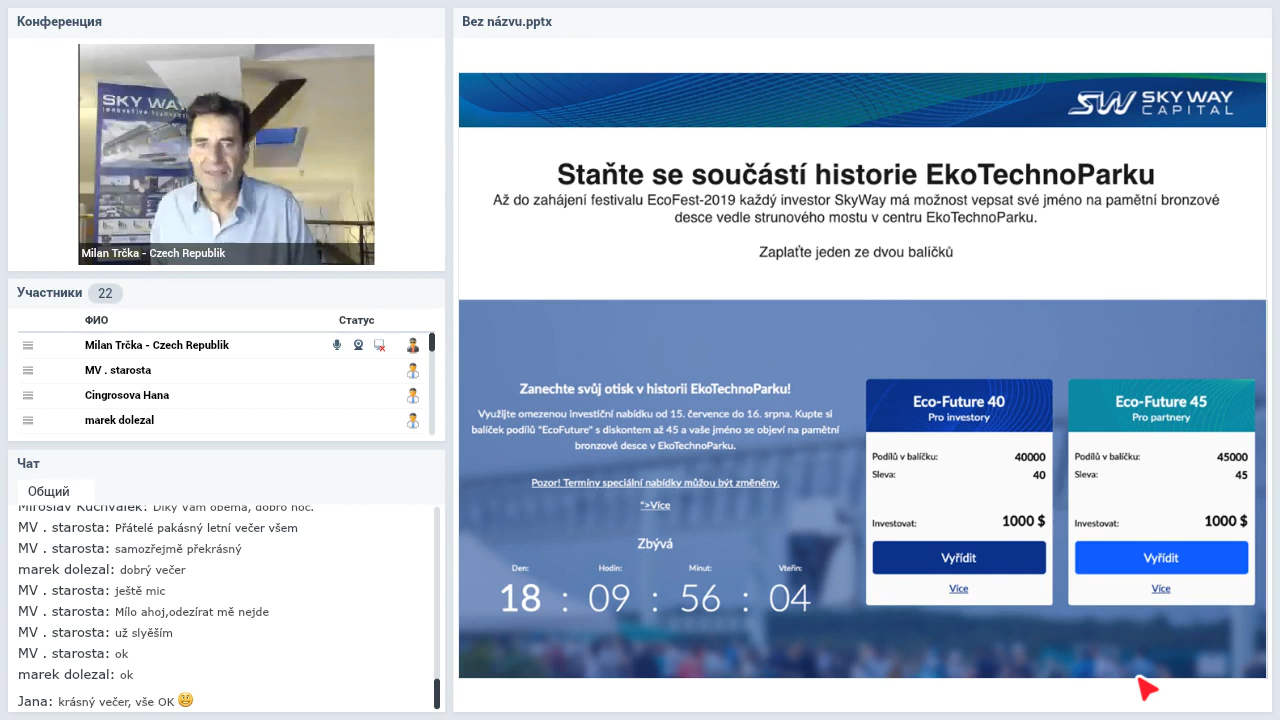 Конференция
SKY WAY
Milan Trčka - Czech Republik
Участники 22
ФИО Статус
Milan Trčka - Czech Republik
MV . starosta
Cingrosova Hana
marek dolezal
Чат
Общий
Miroslav Kuchválek: Díky Vám oběma, dobro noc.
MV . starosta: Přátelé pakásný letní večer všem
MV . starosta: samozřejmě překrásný
marek dolezal: dobrý večer
MV . starosta: ještě mic
MV . starosta: Mílo ahoj,odezírat mě nejde
MV . starosta: už slyěším
MV . starosta: ok
marek dolezal: ok
Jana: krásný večer, vše OK
Bez názvu.pptx
SW SKY WAY
CAPITAL
Staňte se součástí historie EkoTechnoParku
Až do zahájení festivalu EcoFest-2019 každý investor SkyWay má možnost vepsat své jméno na pamětní bronzové
desce vedle strunového mostu v centru EkoTechnoParku.
Zaplaťte jeden ze dvou balíčků
Zanechte svůj otisk v historii EkoTechnoParku!
Využijte omezenou investiční nabídku od 15. července do 16. srpna. Kupte si
balíček podílů "EcoFuture" s diskontem až 45 a vaše jméno se objeví na pamětní
bronzové desce v EkoTechnoParku.
Pozor! Termíny speciální nabídky můžou být změněny.
">Více
Zbývá
Den: Hodin: Minut: Vteřin:
18 : 09 : 56 : 04
Eco-Future 40
Pro investory
Podílů v balíčku: 40000
Sleva: 40
Investovat: 1000 $
Vyřídit
Více
Eco-Future 45
Pro partnery
Podílů v balíčku: 45000
Sleva: 45
Investovat: 1000 $
Vyřídit
Více